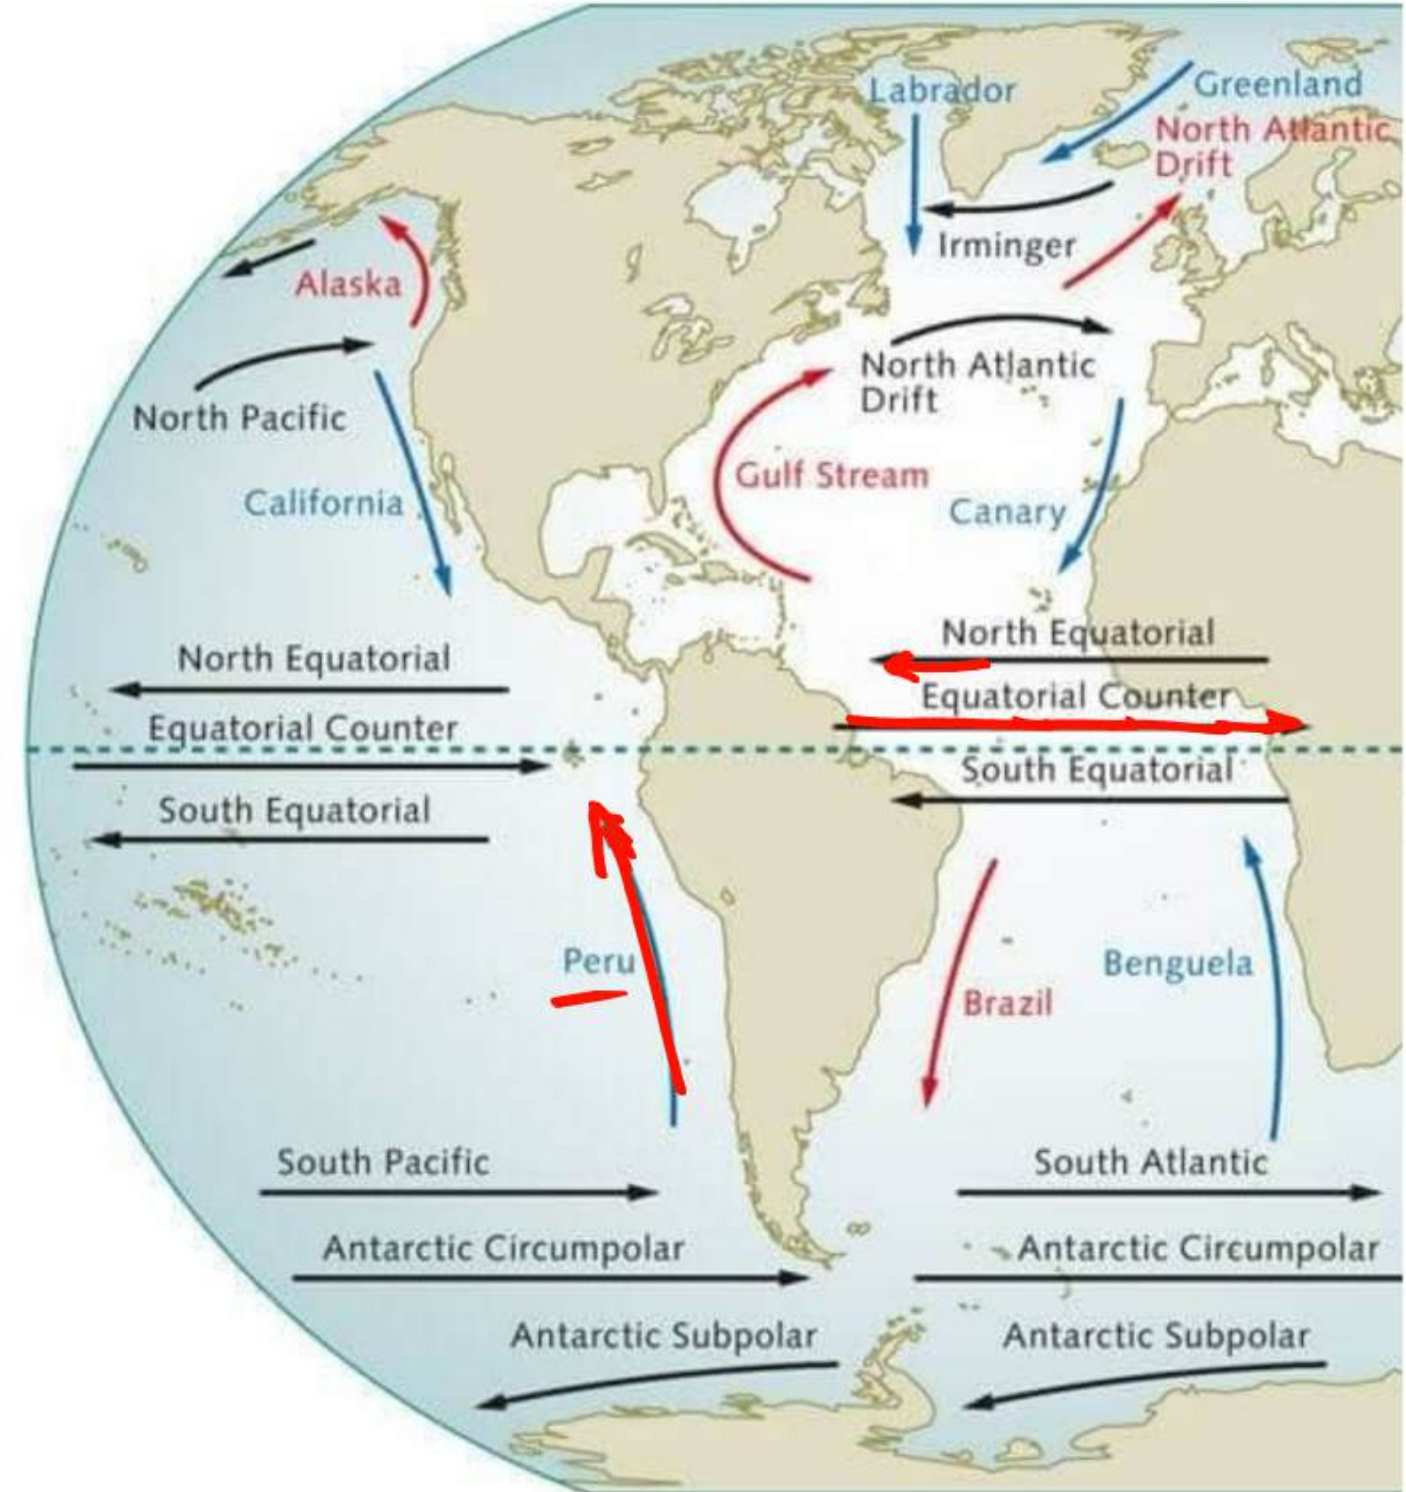 Labrador
Greenland
North Atlantic
Drift
Irminger
Alaska
North Atlantic
Drift
North Pacific
Gulf Stream
California
Canary
North Equatorial
North Equatorial
Equatorial Counter
Equatorial Counter
South Equatorial
South Equatorial
Peru
Benguela
Brazil
South Pacific
South Atlantic
Antarctic Circumpolar
Antarctic Circumpolar
Antarctic Subpolar
Antarctic Subpolar